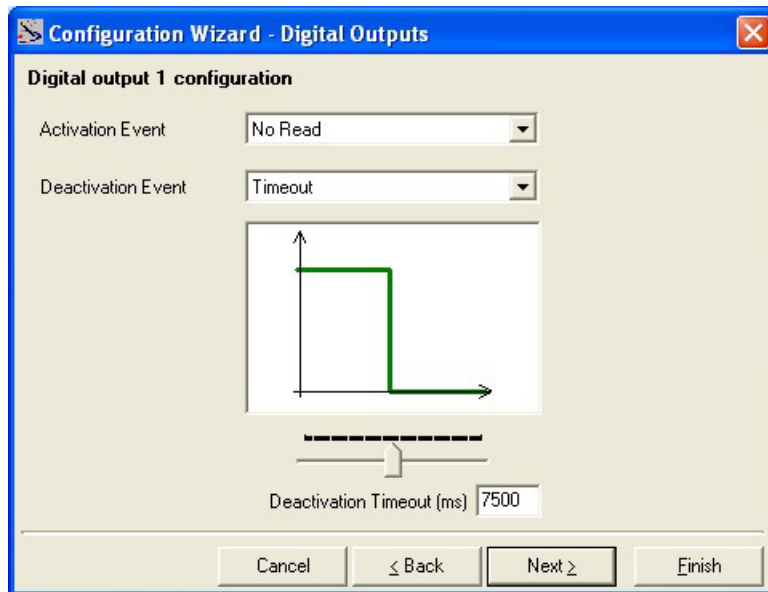 Configuration Wizard - Digital Outputs
Digital output 1 configuration
Activation Event No Read
Deactivation Event Timeout
Deactivation Timeout (ms) 7500
Cancel < Back Next > Finish